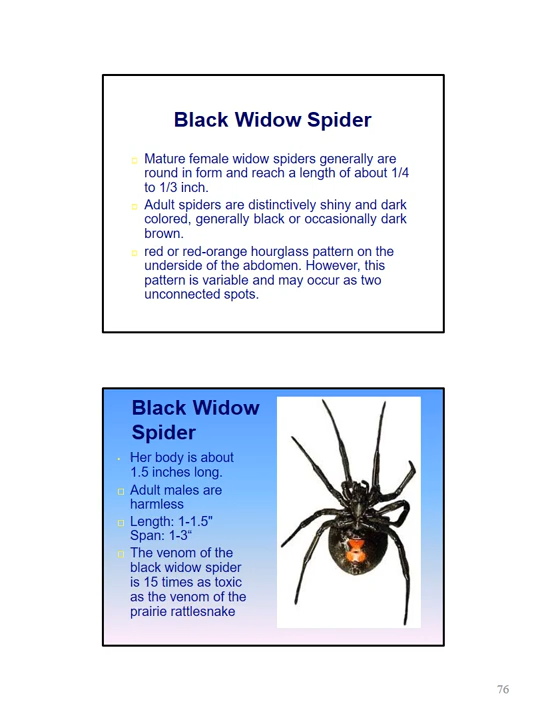 Black Widow Spider
Mature female widow spiders generally are
round in form and reach a length of about 1/4
to 1/3 inch.
Adult spiders are distinctively shiny and dark
colored, generally black or occasionally dark
brown.
red or red-orange hourglass pattern on the
underside of the abdomen. However, this
pattern is variable and may occur as two
unconnected spots.
Black Widow
Spider
• Her body is about
1.5 inches long.
Adult males are
harmless
Length: 1-1.5"
Span: 1-3“
The venom of the
black widow spider
is 15 times as toxic
as the venom of the
prairie rattlesnake
76